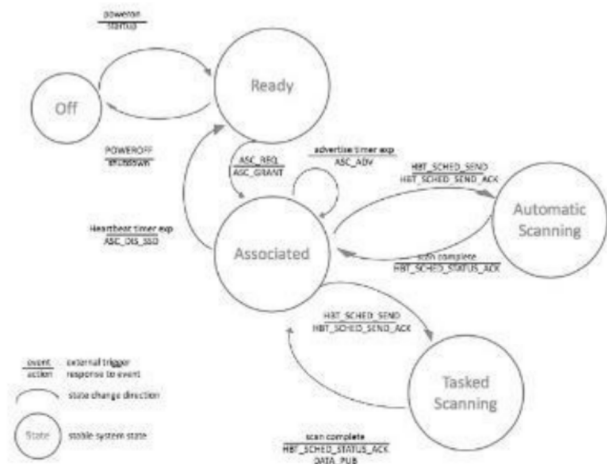 poweron
startup
Off
Ready
POWEROFF
shutdown
ASC_REQ
ASC_GRANT
advertise timer exp
ASC_ADV
HBT_SCHED_SEND
HBT_SCHED_SEND_ACK
Automatic
Scanning
Heartbeat timer exp
ASC_DIS_SSD
Associated
scan complete
HBT_SCHED_STATUS_ACK
HBT_SCHED_SEND
HBT_SCHED_SEND_ACK
Tasked
Scanning
event external trigger
action response to event
state change direction
State stable system state
scan complete
HBT_SCHED_STATUS_ACK
DATA_PUB